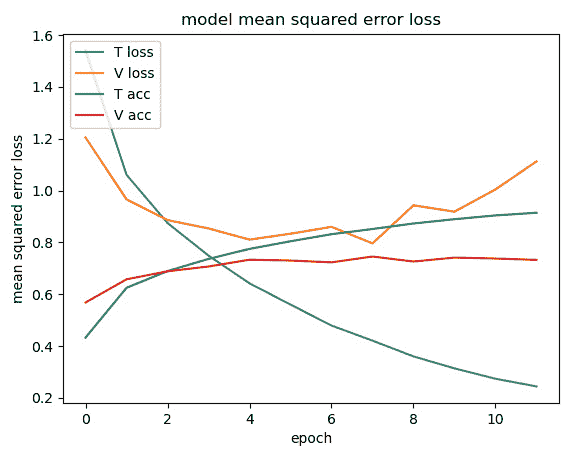 model mean squared error loss
T loss
V loss
T acc
V acc
mean squared error loss
1.6
1.4
1.2
1.0
0.8
0.6
0.4
0.2
0
2
4
6
8
10
epoch